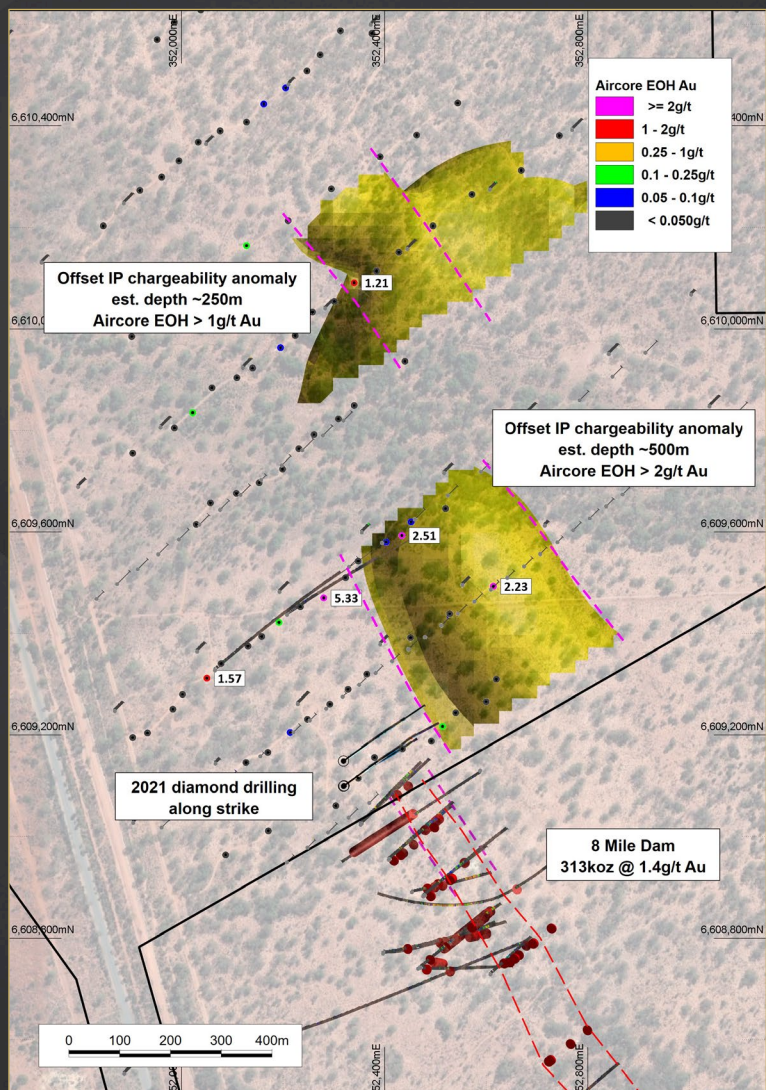 352,000mE
352,400mE
352,800mE
Aircore EOH Au
>= 2g/t
1 - 2g/t
0.25 - 1g/t
0.1 - 0.25g/t
0.05 - 0.1g/t
< 0.050g/t
6,610,400mN
Offset IP chargeability anomaly
est. depth ~250m
Aircore EOH > 1g/t Au
1.21
6,610,000mN
Offset IP chargeability anomaly
est. depth ~500m
Aircore EOH > 2g/t Au
6,609,600mN
6,609,600mN
2.51
2.23
5.33
1.57
6,609,200mN
6,609,200mN
2021 diamond drilling
along strike
8 Mile Dam
313koz @ 1.4g/t Au
6,608,800mN
6,608,800mN
0 100 200 300 400m
352,400mE